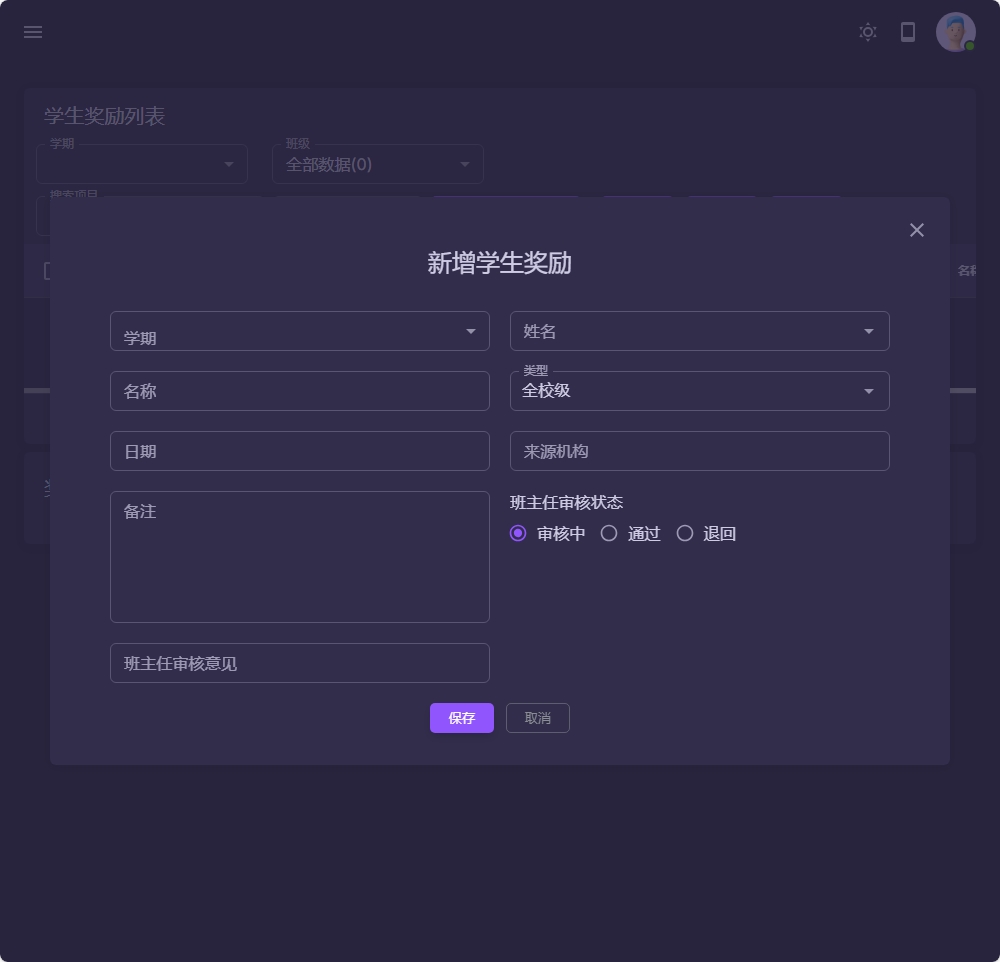 学生奖励列表
学期
班级
全部数据(0)
搜索项目
新增学生奖励
学期
姓名
名称
类型
全校级
日期
来源机构
备注
班主任审核状态
审核中
通过
退回
班主任审核意见
保存
取消